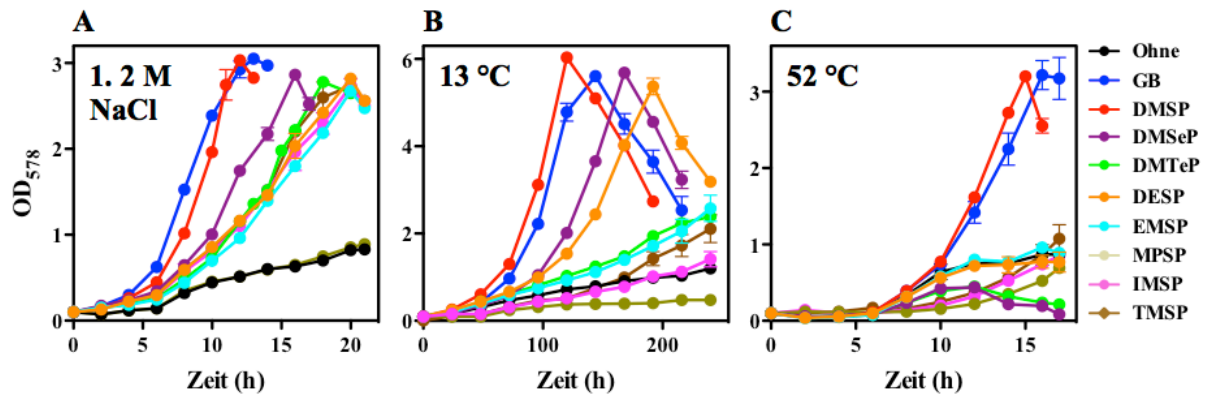 A
B
C
1. 2 M
NaCl
13 °C
52 °C
OD578
3
2
1
0
6
4
2
0
3
2
1
0
0
5
10
15
20
0
100
200
0
5
10
15
Zeit (h)
Zeit (h)
Zeit (h)
Ohne
GB
DMSP
DMSeP
DMTeP
DESP
EMSP
MPSP
IMSP
TMSP